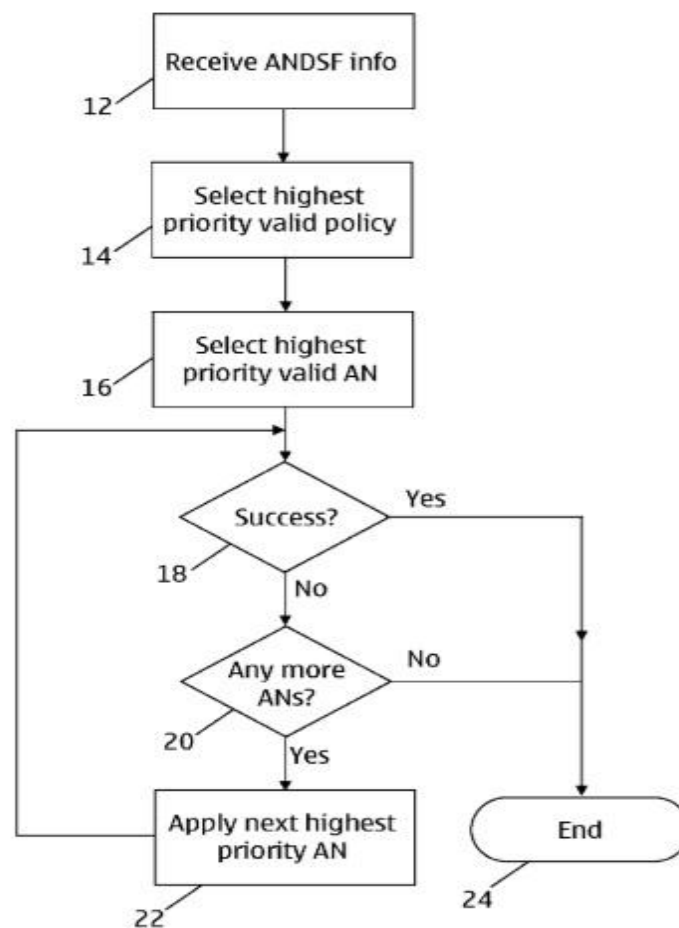 Receive ANDSF info
12
Select highest
priority valid policy
14
Select highest
priority valid AN
16
Success?
Yes
18
No
Any more
ANs?
No
20
Yes
Apply next highest
priority AN
22
End
24